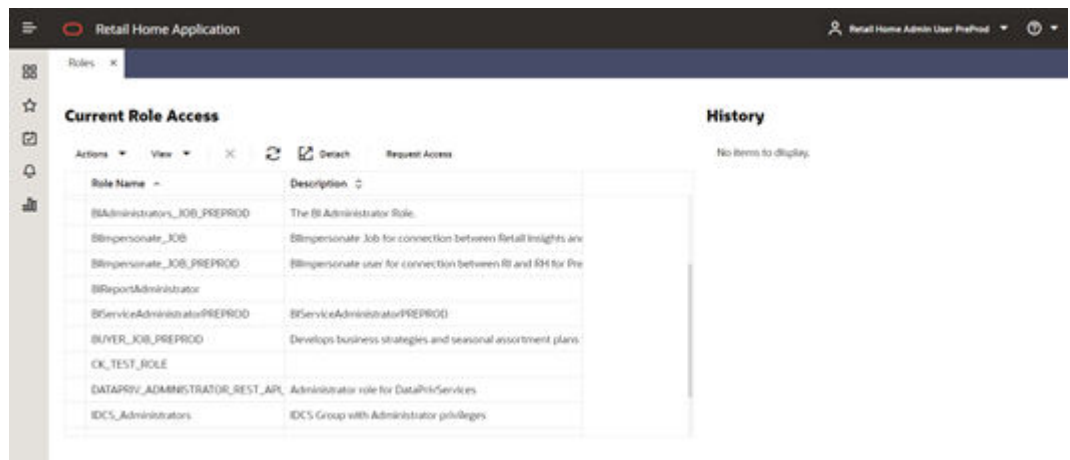 Retail Home Application
Retail Home Admin User PreProd
Roles ×
Current Role Access
History
Actions View Detach Request Access
No items to display.
Role Name Description
BIAdministrators_JOB_PREPROD The BI Administrator Role.
BIImpersonate_JOB BIImpersonate Job for connection between Retail Insights and
BIImpersonate_JOB_PREPROD BIImpersonate user for connection between RI and RH for Pre
BIReportAdministrator
BIServiceAdministratorPREPROD BIServiceAdministratorPREPROD
BUYER_JOB_PREPROD Develops business strategies and seasonal assortment plans
CK_TEST_ROLE
DATAPRIV_ADMINISTRATOR_REST_API_ Administrator role for DataPrivServices
IDCS_Administrators IDCS Group with Administrator privileges